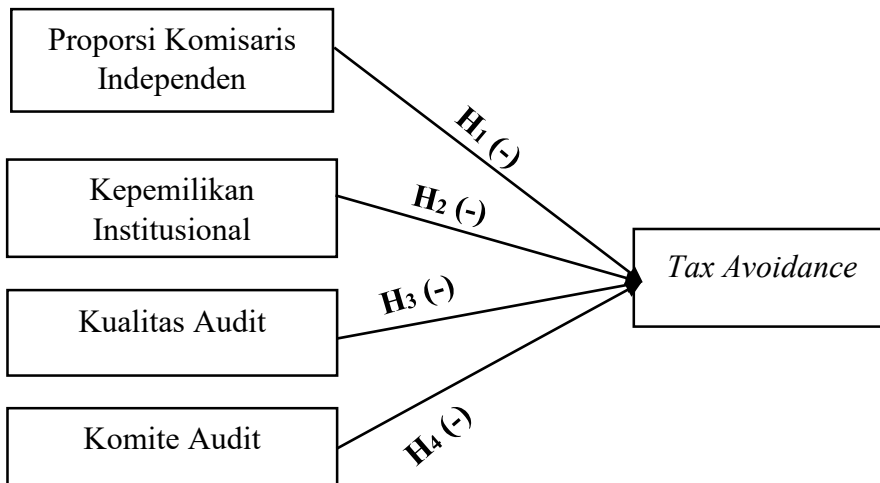 Proporsi Komisaris
Independen
H₁ (-)
Kepemilikan
Institusional
H₂ (-)
Tax Avoidance
H₃ (-)
Kualitas Audit
Komite Audit
H₄ (-)